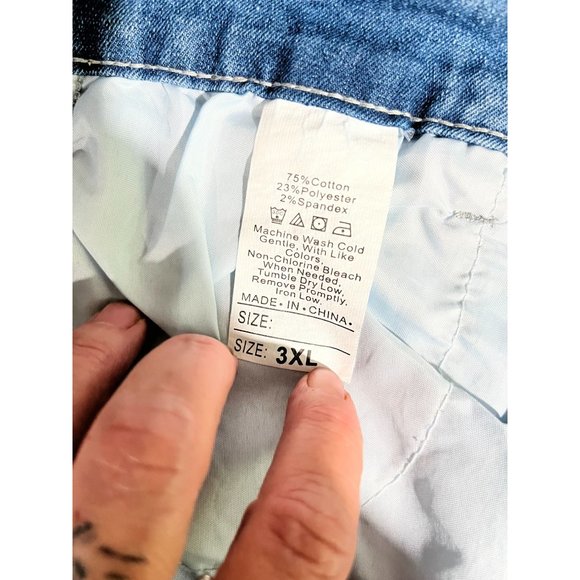 75%Cotton
23%Polyester
2%Spandex
Machine Wash Cold
Gentle, With Like
Colors,
Non-Chlorine Bleach
When Needed,
Tumble Dry Low,
Remove Promptly,
Iron Low.
MADE•IN•CHINA•
SIZE:
SIZE: 3XL